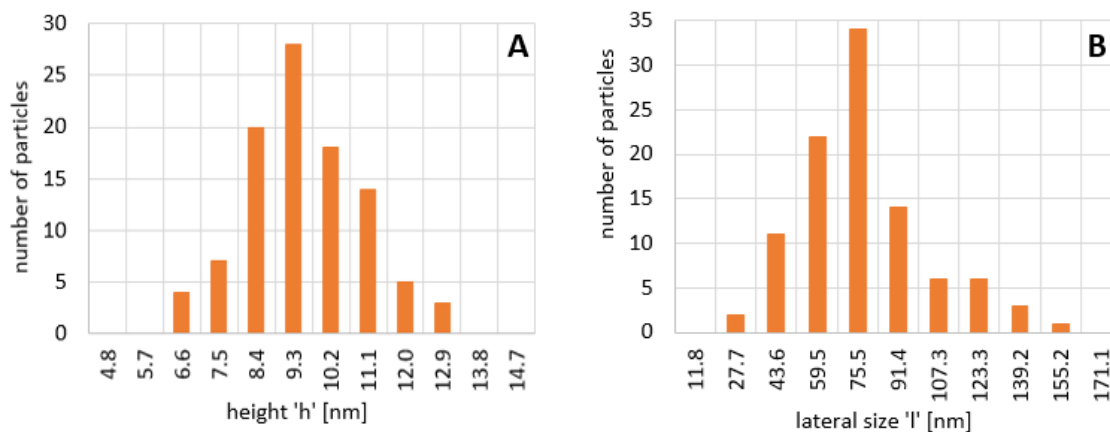 A
number of particles
30
25
20
15
10
5
0
4.8 5.7 6.6 7.5 8.4 9.3 10.2 11.1 12.0 12.9 13.8 14.7
height 'h' [nm]
B
number of particles
35
30
25
20
15
10
5
0
11.8 27.7 43.6 59.5 75.5 91.4 107.3 123.3 139.2 155.2 171.1
lateral size 'l' [nm]